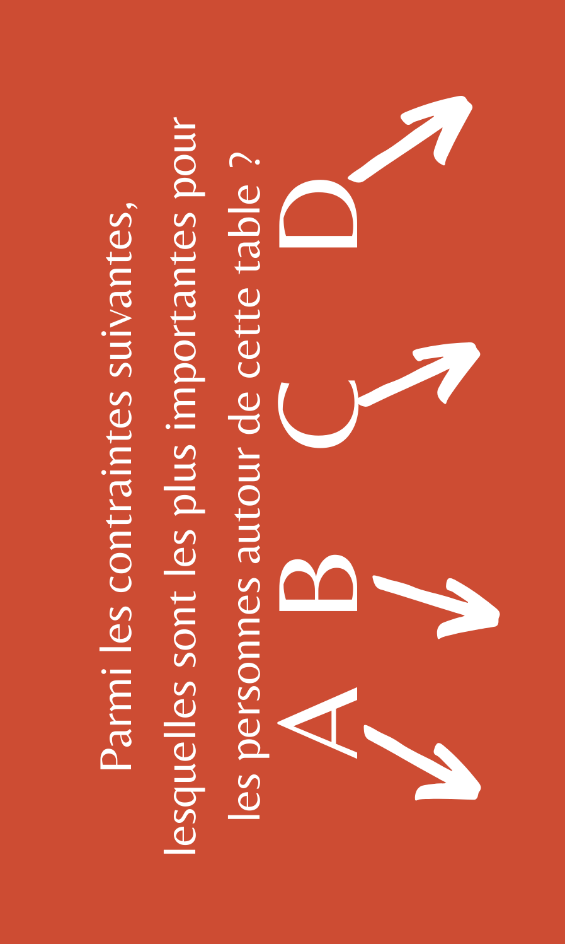 Parmi les contraintes suivantes,
lesquelles sont les plus importantes pour
les personnes autour de cette table ?
A B C D